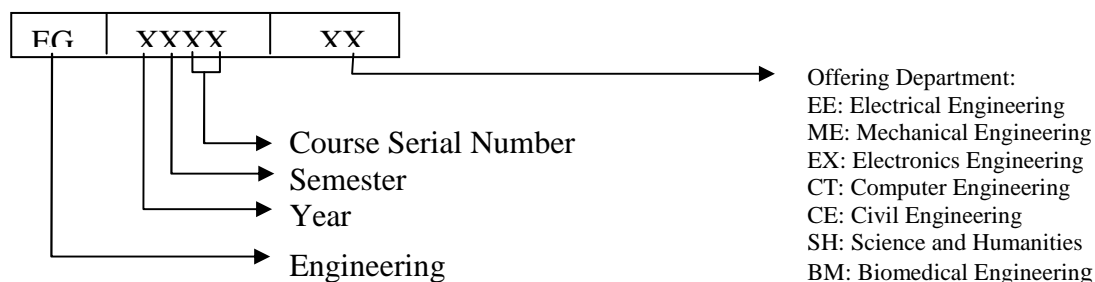 EG XXXX XX
Course Serial Number
Semester
Year
Engineering
Offering Department:
EE: Electrical Engineering
ME: Mechanical Engineering
EX: Electronics Engineering
CT: Computer Engineering
CE: Civil Engineering
SH: Science and Humanities
BM: Biomedical Engineering